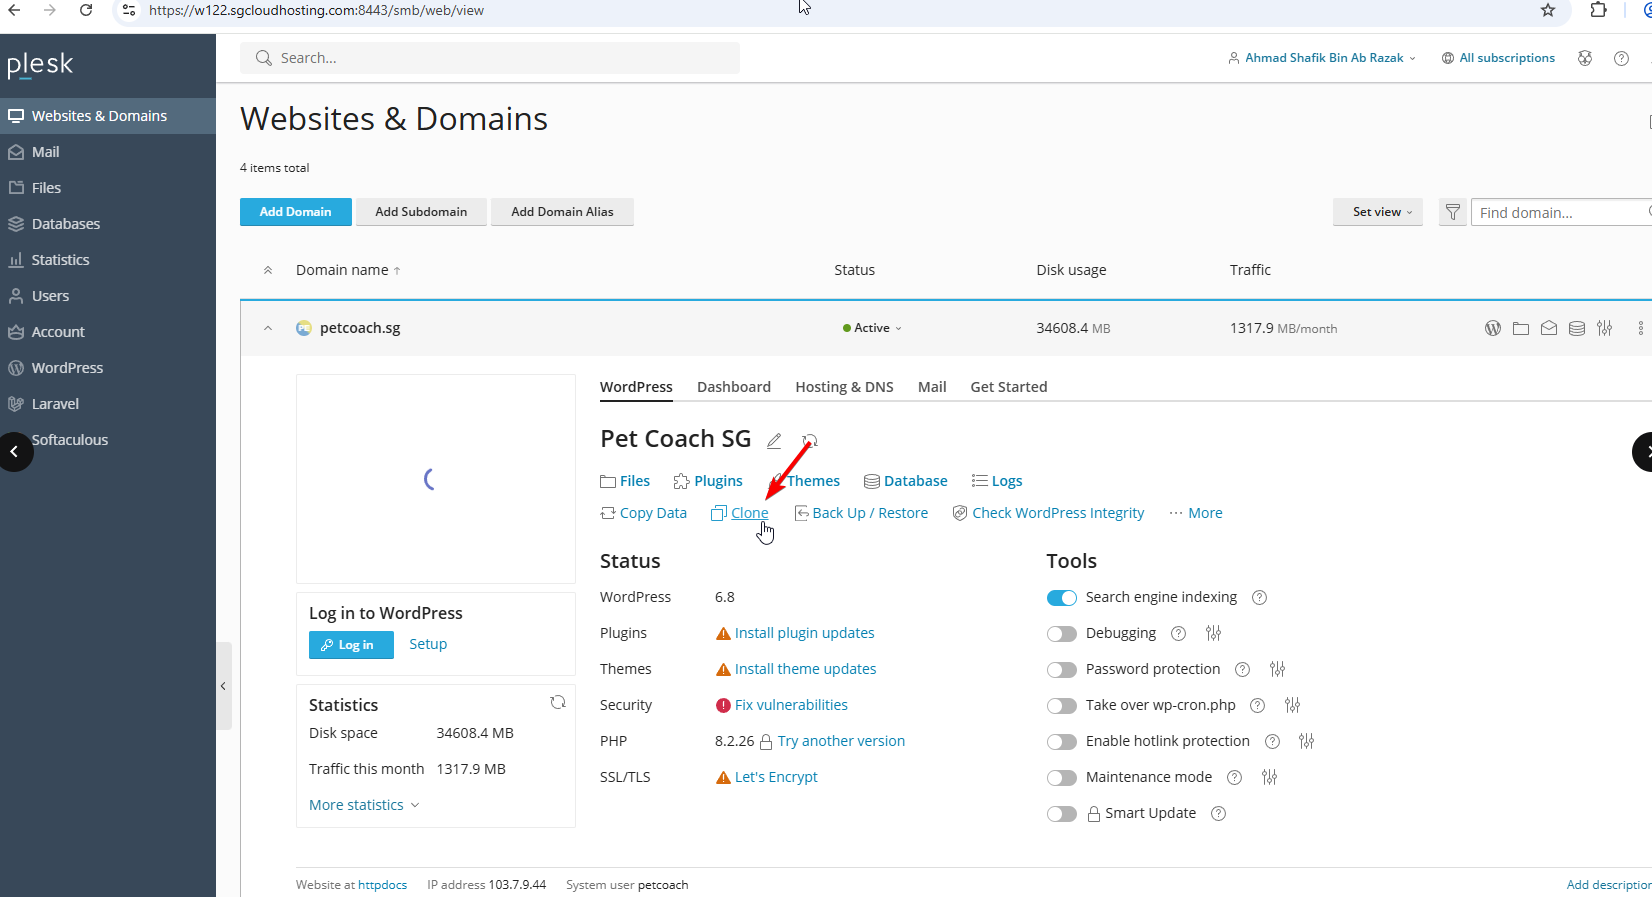 https://w122.sgcloudhosting.com:8443/smb/web/view
plesk
Search...
Ahmad Shafik Bin Ab Razak
All subscriptions
Websites & Domains
Mail
Files
Databases
Statistics
Users
Account
WordPress
Laravel
Softaculous
Websites & Domains
4 items total
Add Domain
Add Subdomain
Add Domain Alias
Set view
Find domain...
Domain name
Status
Disk usage
Traffic
petcoach.sg
Active
34608.4 MB
1317.9 MB/month
WordPress
Dashboard
Hosting & DNS
Mail
Get Started
Pet Coach SG
Files
Plugins
Themes
Database
Logs
Copy Data
Clone
Back Up / Restore
Check WordPress Integrity
More
Log in to WordPress
Log in
Setup
Statistics
Disk space 34608.4 MB
Traffic this month 1317.9 MB
More statistics
Status
WordPress 6.8
Plugins Install plugin updates
Themes Install theme updates
Security Fix vulnerabilities
PHP 8.2.26 Try another version
SSL/TLS Let's Encrypt
Tools
Search engine indexing
Debugging
Password protection
Take over wp-cron.php
Enable hotlink protection
Maintenance mode
Smart Update
Website at httpdocs
IP address 103.7.9.44
System user petcoach
Add description